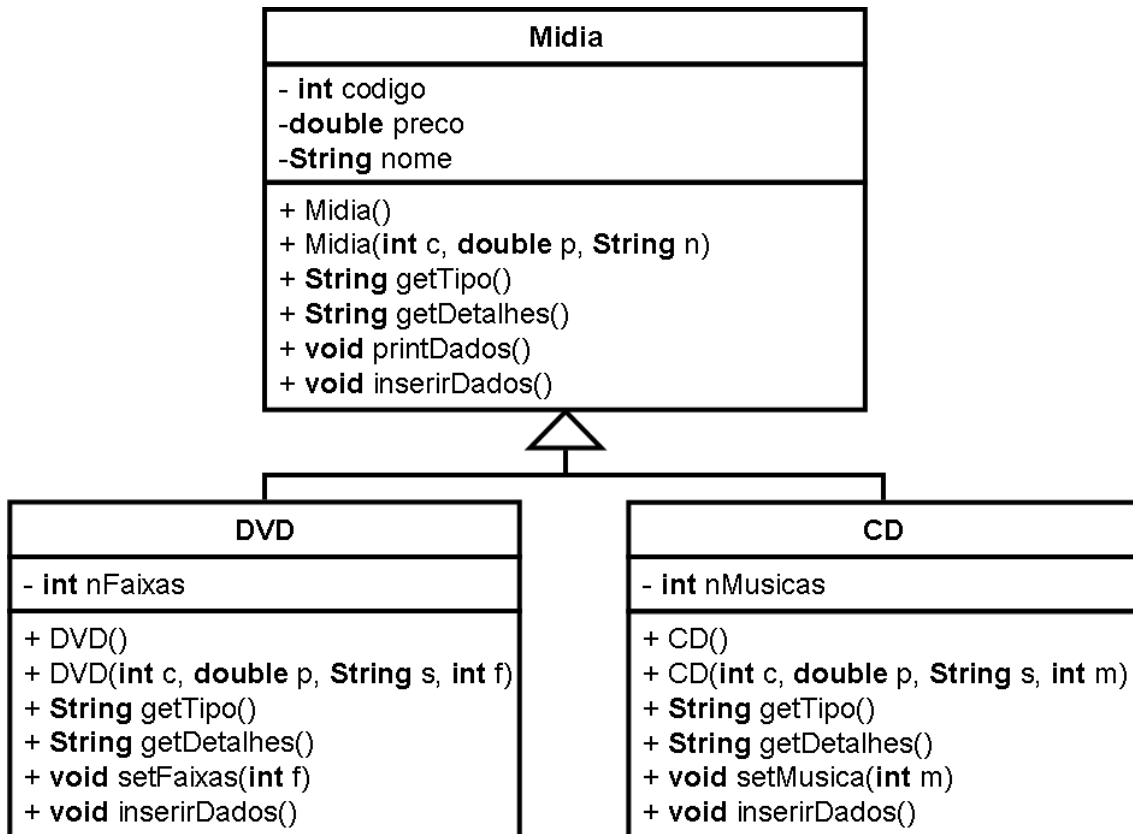 Midia
- int codigo
-double preco
-String nome
+ Midia()
+ Midia(int c, double p, String n)
+ String getTipo()
+ String getDetalhes()
+ void printDados()
+ void inserirDados()
DVD
- int nFaixas
+ DVD()
+ DVD(int c, double p, String s, int f)
+ String getTipo()
+ String getDetalhes()
+ void setFaixas(int f)
+ void inserirDados()
CD
- int nMusicas
+ CD()
+ CD(int c, double p, String s, int m)
+ String getTipo()
+ String getDetalhes()
+ void setMusica(int m)
+ void inserirDados()